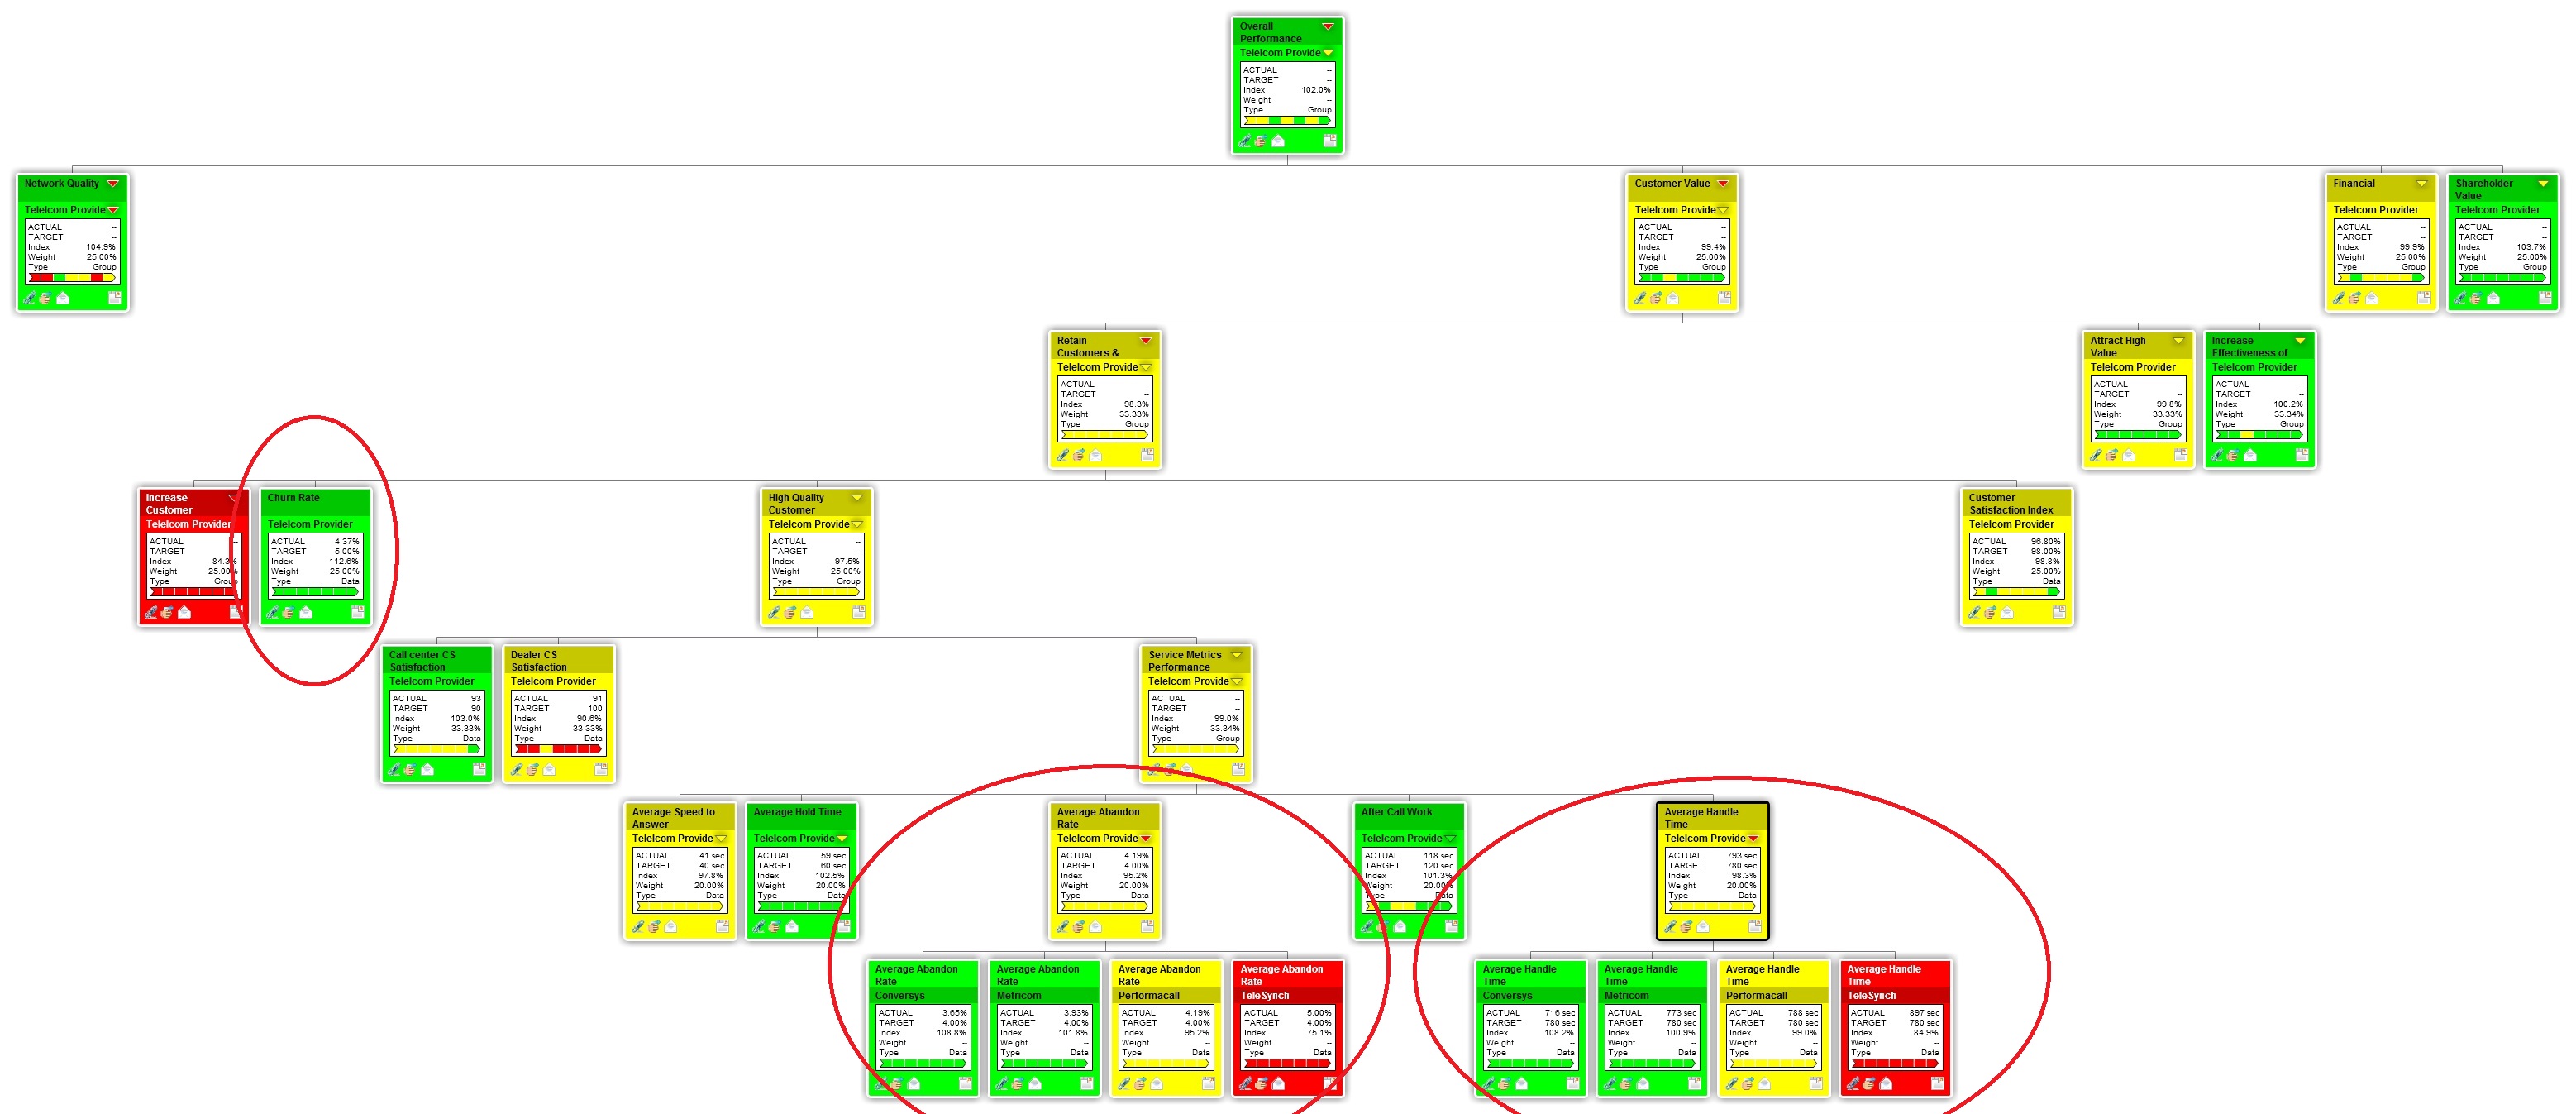 Overall
Performance
Telelcom Provide
ACTUAL --
TARGET --
Index 102.0%
Weight --
Type Group
Network Quality
Telelcom Provide
ACTUAL --
TARGET --
Index 104.9%
Weight 25.00%
Type Group
Customer Value
Telelcom Provide
ACTUAL --
TARGET --
Index 99.4%
Weight 25.00%
Type Group
Financial
Telelcom Provider
ACTUAL --
TARGET --
Index 99.9%
Weight 25.00%
Type Group
Shareholder
Value
Telelcom Provider
ACTUAL --
TARGET --
Index 103.7%
Weight 25.00%
Type Group
Retain
Customers &
Telelcom Provide
ACTUAL --
TARGET --
Index 98.3%
Weight 33.33%
Type Group
Attract High
Value
Telelcom Provider
ACTUAL --
TARGET --
Index 99.8%
Weight 33.33%
Type Group
Increase
Effectiveness of
Telelcom Provider
ACTUAL --
TARGET --
Index 100.2%
Weight 33.34%
Type Group
Increase
Customer
Telelcom Provider
ACTUAL --
TARGET --
Index 84.3%
Weight 25.00%
Type Group
Churn Rate
Telelcom Provider
ACTUAL 4.37%
TARGET 5.00%
Index 112.6%
Weight 25.00%
Type Data
High Quality
Customer
Telelcom Provide
ACTUAL --
TARGET --
Index 97.5%
Weight 25.00%
Type Group
Customer
Satisfaction Index
Telelcom Provider
ACTUAL 96.80%
TARGET 98.00%
Index 98.8%
Weight 25.00%
Type Data
Call center CS
Satisfaction
Telelcom Provider
ACTUAL 93
TARGET 90
Index 103.0%
Weight 33.33%
Type Data
Dealer CS
Satisfaction
Telelcom Provider
ACTUAL 91
TARGET 100
Index 90.6%
Weight 33.33%
Type Data
Service Metrics
Performance
Telelcom Provide
ACTUAL --
TARGET --
Index 99.0%
Weight 33.34%
Type Group
Average Speed to
Answer
Telelcom Provide
ACTUAL 41 sec
TARGET 40 sec
Index 97.8%
Weight 20.00%
Type Data
Average Hold Time
Telelcom Provide
ACTUAL 59 sec
TARGET 60 sec
Index 102.5%
Weight 20.00%
Type Data
Average Abandon
Rate
Telelcom Provide
ACTUAL 4.19%
TARGET 4.00%
Index 95.2%
Weight 20.00%
Type Data
After Call Work
Telelcom Provide
ACTUAL 118 sec
TARGET 120 sec
Index 101.3%
Weight 20.00%
Type Data
Average Handle
Time
Telelcom Provide
ACTUAL 793 sec
TARGET 780 sec
Index 98.3%
Weight 20.00%
Type Data
Average Abandon
Rate
Conversys
ACTUAL 3.65%
TARGET 4.00%
Index 108.8%
Weight --
Type Data
Average Abandon
Rate
Metricom
ACTUAL 3.93%
TARGET 4.00%
Index 101.8%
Weight --
Type Data
Average Abandon
Rate
Performacall
ACTUAL 4.19%
TARGET 4.00%
Index 95.2%
Weight --
Type Data
Average Abandon
Rate
TeleSynch
ACTUAL 5.00%
TARGET 4.00%
Index 75.1%
Weight --
Type Data
Average Handle
Time
Conversys
ACTUAL 716 sec
TARGET 780 sec
Index 108.2%
Weight --
Type Data
Average Handle
Time
Metricom
ACTUAL 773 sec
TARGET 780 sec
Index 100.9%
Weight --
Type Data
Average Handle
Time
Performacall
ACTUAL 788 sec
TARGET 780 sec
Index 99.0%
Weight --
Type Data
Average Handle
Time
TeleSynch
ACTUAL 897 sec
TARGET 780 sec
Index 84.9%
Weight --
Type Data